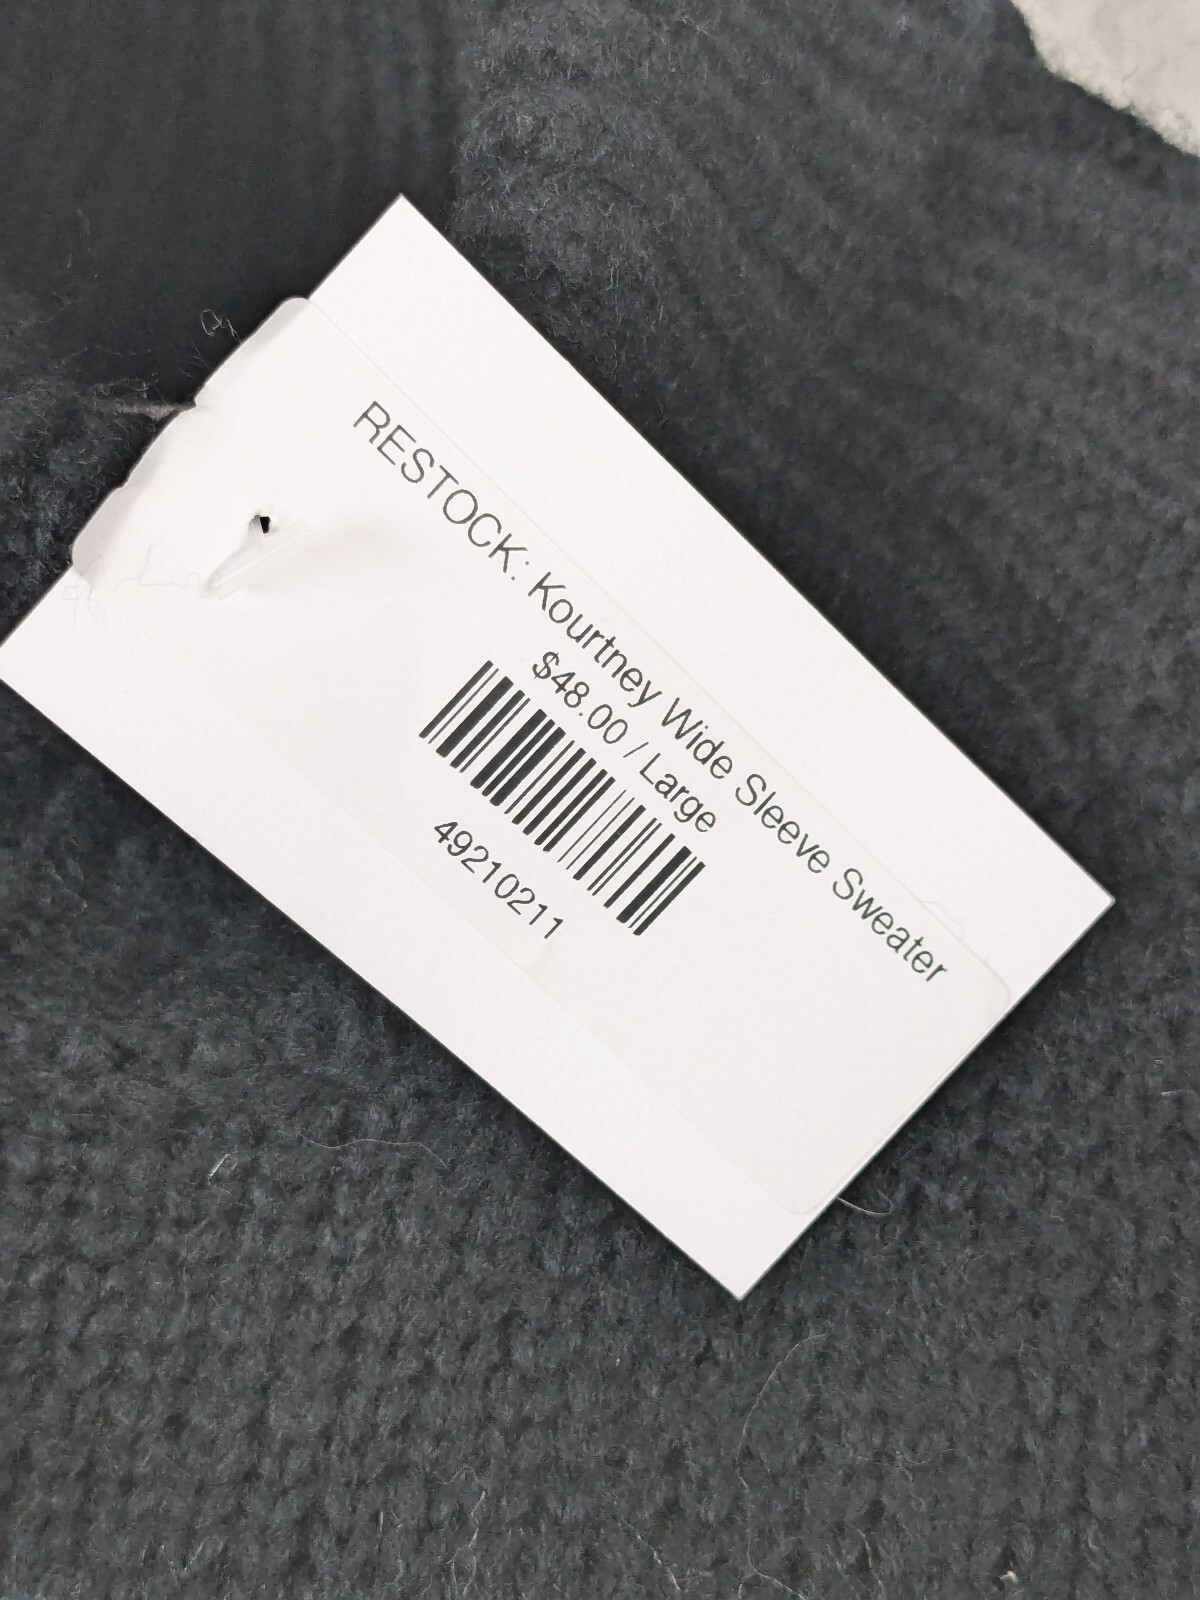 RESTOCK: Kourtney Wide Sleeve Sweater
$48.00 / Large
49210211